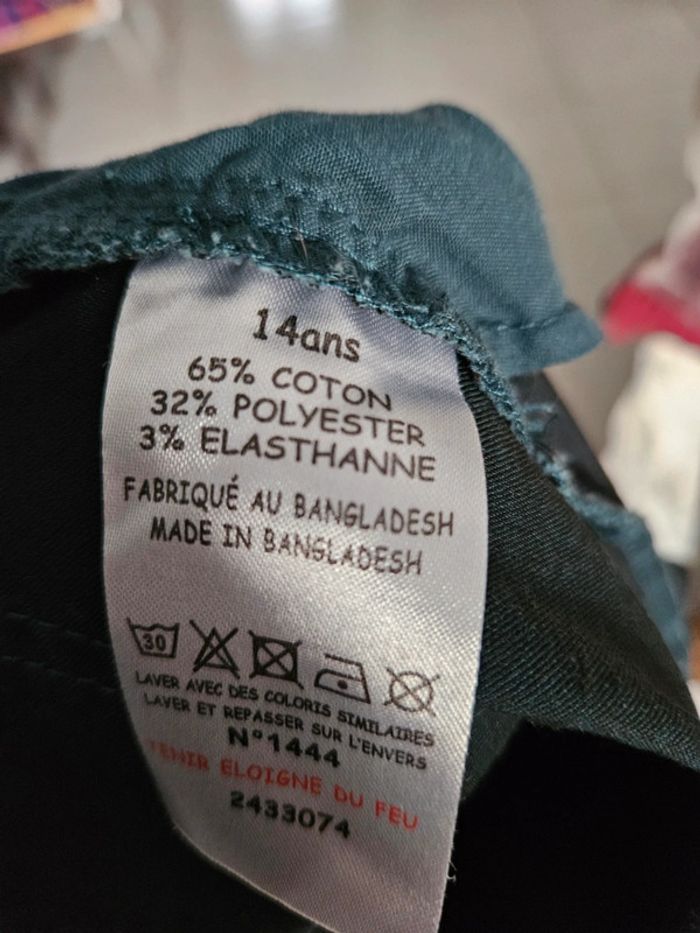 14ans
65% COTON
32% POLYESTER
3% ELASTHANNE
FABRIQUÉ AU BANGLADESH
MADE IN BANGLADESH
30
LAVER AVEC DES COLORIS SIMILAIRES
LAVER ET REPASSER SUR L'ENVERS
N°1444
TENIR ELOIGNE DU FEU
2433074